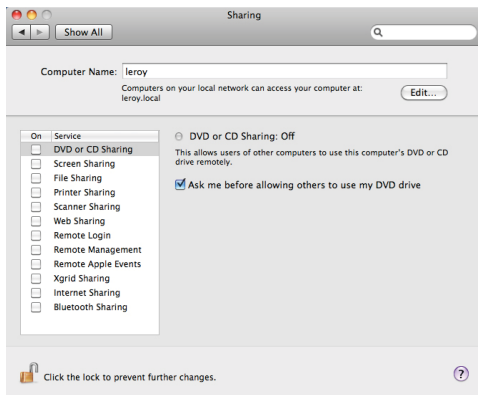 Sharing
Show All
Computer Name: leroy
Computers on your local network can access your computer at:
leroy.local
Edit...
On Service
DVD or CD Sharing
Screen Sharing
File Sharing
Printer Sharing
Scanner Sharing
Web Sharing
Remote Login
Remote Management
Remote Apple Events
Xgrid Sharing
Internet Sharing
Bluetooth Sharing
DVD or CD Sharing: Off
This allows users of other computers to use this computer's DVD or CD
drive remotely.
Ask me before allowing others to use my DVD drive
Click the lock to prevent further changes.
?